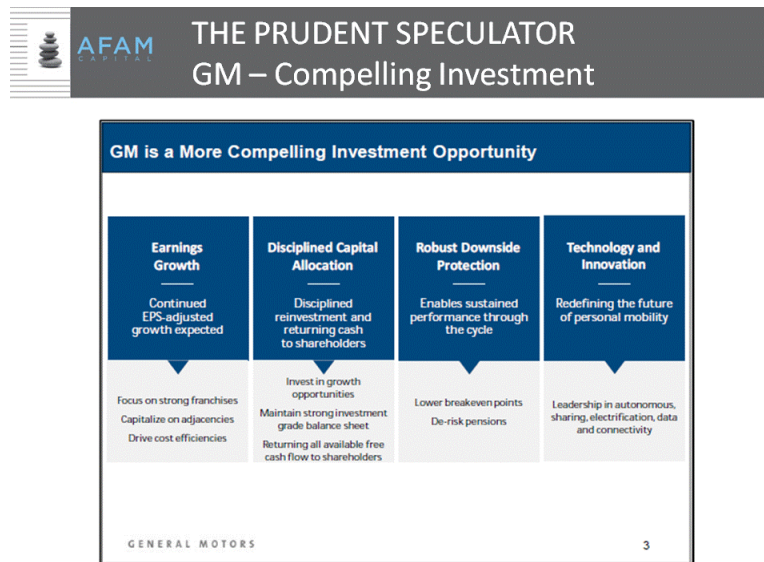 AFAM
CAPITAL
THE PRUDENT SPECULATOR
GM – Compelling Investment
GM is a More Compelling Investment Opportunity
Earnings
Growth
Continued
EPS-adjusted
growth expected
Focus on strong franchises
Capitalize on adjacencies
Drive cost efficiencies
Disciplined Capital
Allocation
Disciplined
reinvestment and
returning cash
to shareholders
Invest in growth
opportunities
Maintain strong investment
grade balance sheet
Returning all available free
cash flow to shareholders
Robust Downside
Protection
Enables sustained
performance through
the cycle
Lower breakeven points
De-risk pensions
Technology and
Innovation
Redefining the future
of personal mobility
Leadership in autonomous,
sharing, electrification, data
and connectivity
GENERAL MOTORS
3